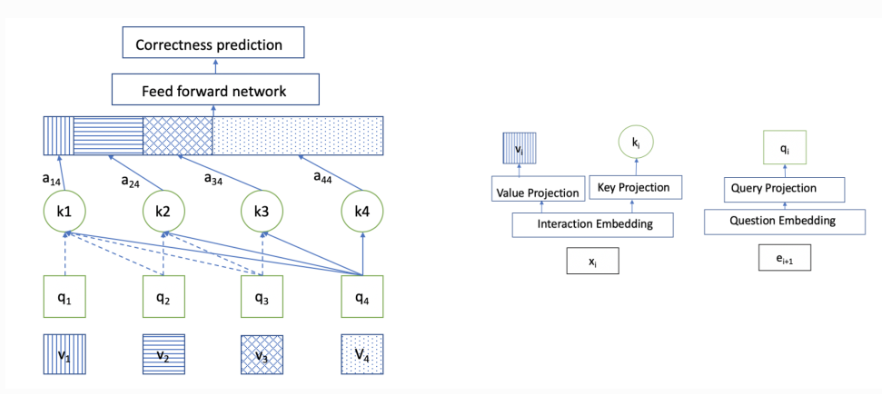 Correctness prediction
Feed forward network
a14
a24
a34
a44
k1
k2
k3
k4
q1
q2
q3
q4
v1
v2
v3
V4
vi
ki
Value Projection
Key Projection
Interaction Embedding
xi
qi
Query Projection
Question Embedding
ei+1